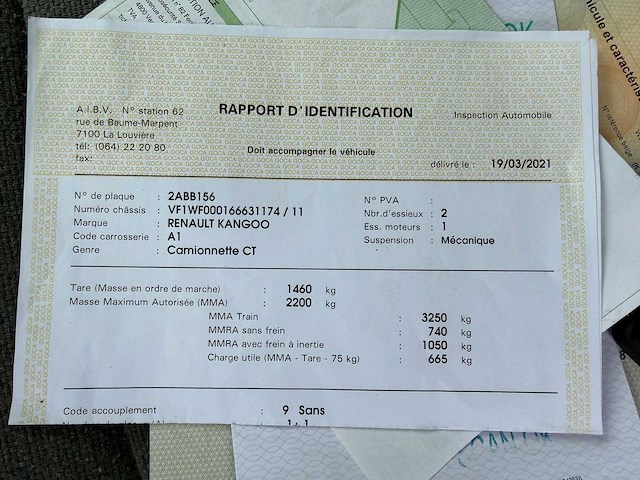 A.I.B.V. N° station 62
rue de Baume-Marpent
7100 La Louvière
tél: (064) 22 20 80
fax:
RAPPORT D'IDENTIFICATION
Doit accompagner le véhicule
Inspection Automobile
délivré le : 19/03/2021
N° de plaque : 2ABB156
Numéro châssis : VF1WF000166631174 / 11
Marque : RENAULT KANGOO
Code carrosserie : A1
Genre : Camionnette CT
N° PVA :
Nbr.d'essieux : 2
Ess. moteurs : 1
Suspension : Mécanique
Tare (Masse en ordre de marche) : 1460 kg
Masse Maximum Autorisée (MMA) : 2200 kg
MMA Train : 3250 kg
MMRA sans frein : 740 kg
MMRA avec frein à inertie : 1050 kg
Charge utile (MMA - Tare - 75 kg) : 665 kg
Code accouplement : 9 Sans